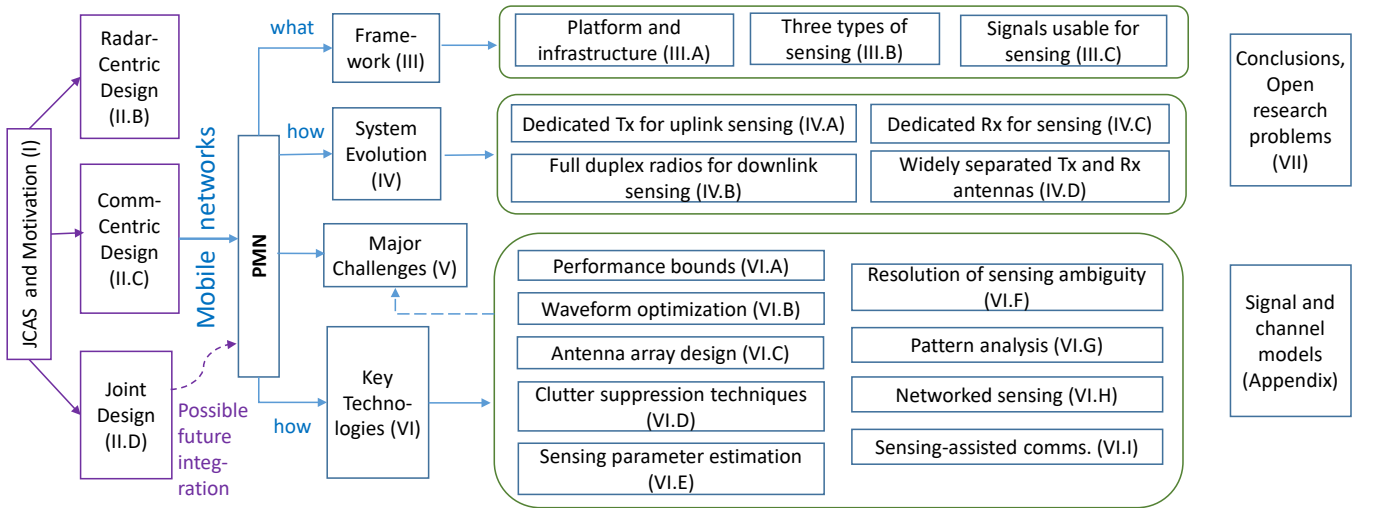 JCAS and Motivation (I)
Radar-
Centric
Design
(II.B)
Comm-
Centric
Design
(II.C)
Joint
Design
(II.D)
Mobile networks
Possible
future
integ-
ration
PMN
what
Frame-
work (III)
Platform and
infrastructure (III.A)
Three types of
sensing (III.B)
Signals usable for
sensing (III.C)
how
System
Evolution
(IV)
Dedicated Tx for uplink sensing (IV.A)
Full duplex radios for downlink
sensing (IV.B)
Dedicated Rx for sensing (IV.C)
Widely separated Tx and Rx
antennas (IV.D)
Major
Challenges (V)
how
Key
Techno-
logies (VI)
Performance bounds (VI.A)
Waveform optimization (VI.B)
Antenna array design (VI.C)
Clutter suppression techniques
(VI.D)
Sensing parameter estimation
(VI.E)
Resolution of sensing ambiguity
(VI.F)
Pattern analysis (VI.G)
Networked sensing (VI.H)
Sensing-assisted comms. (VI.I)
Conclusions,
Open
research
problems
(VII)
Signal and
channel
models
(Appendix)